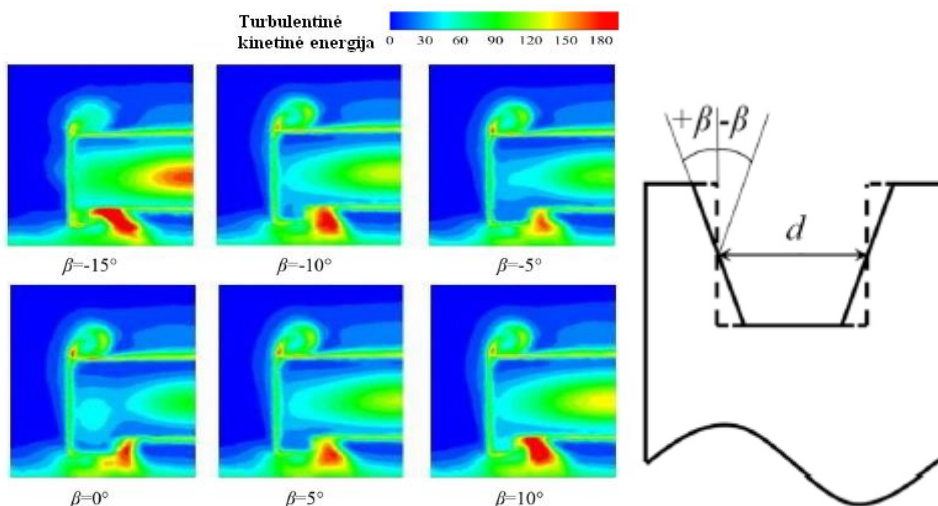 Turbulentinė
kinetinė energija
0 30 60 90 120 150 180
β=-15°
β=-10°
β=-5°
β=0°
β=5°
β=10°
+β -β
d